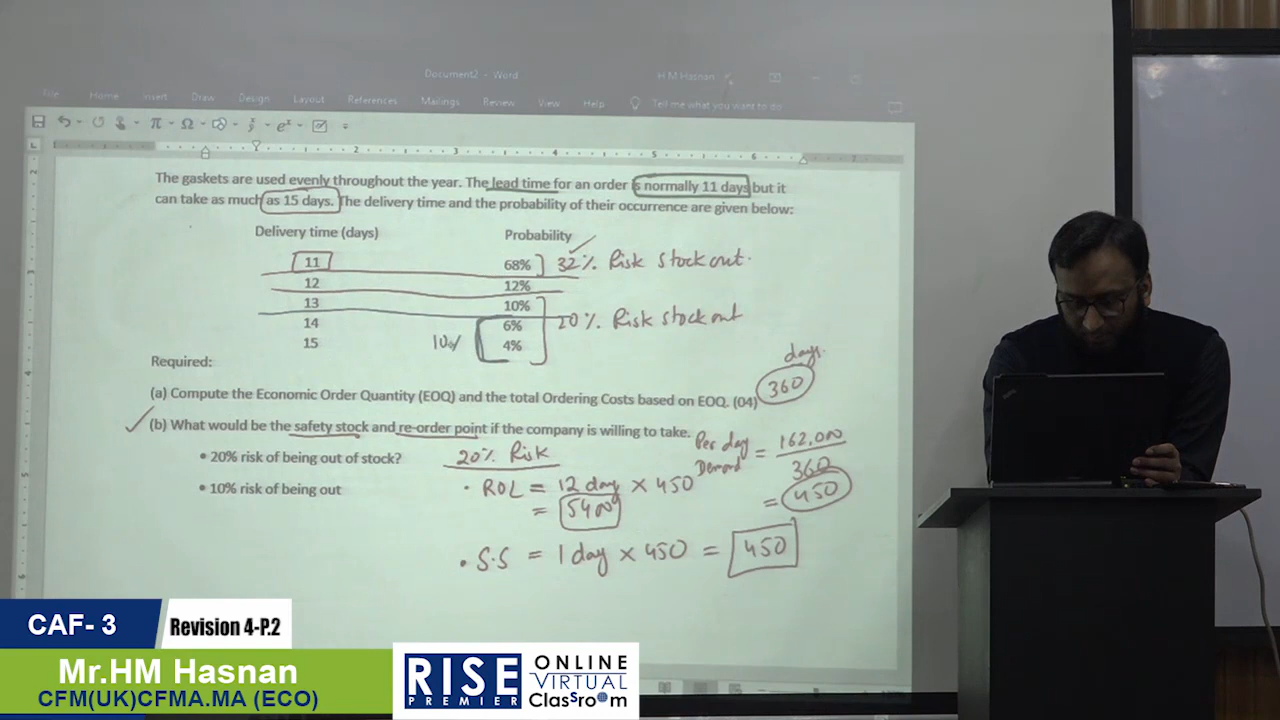 Document2 - Word
H M Hasnan
File Home Insert Draw Design Layout References Mailings Review View Help Tell me what you want to do
The gaskets are used evenly throughout the year. The lead time for an order is normally 11 days but it
can take as much as 15 days. The delivery time and the probability of their occurrence are given below:
Delivery time (days) Probability
11 68% 32% Risk stock out.
12 12%
13 10%
14 6% 20% Risk stock out
15 10% 4%
Required:
days.
360
(a) Compute the Economic Order Quantity (EOQ) and the total Ordering Costs based on EOQ. (04)
(b) What would be the safety stock and re-order point if the company is willing to take.
• 20% risk of being out of stock?
• 10% risk of being out
20% Risk
• ROL = 12 day × 450
= 5400
• S.S = 1 day × 450 = 450
Per day Demand = 162,000
360
= 450
CAF- 3 Revision 4-P.2
Mr.HM Hasnan
CFM(UK)CFMA.MA (ECO)
RISE
PREMIER
ONLINE
VIRTUAL
Classroom